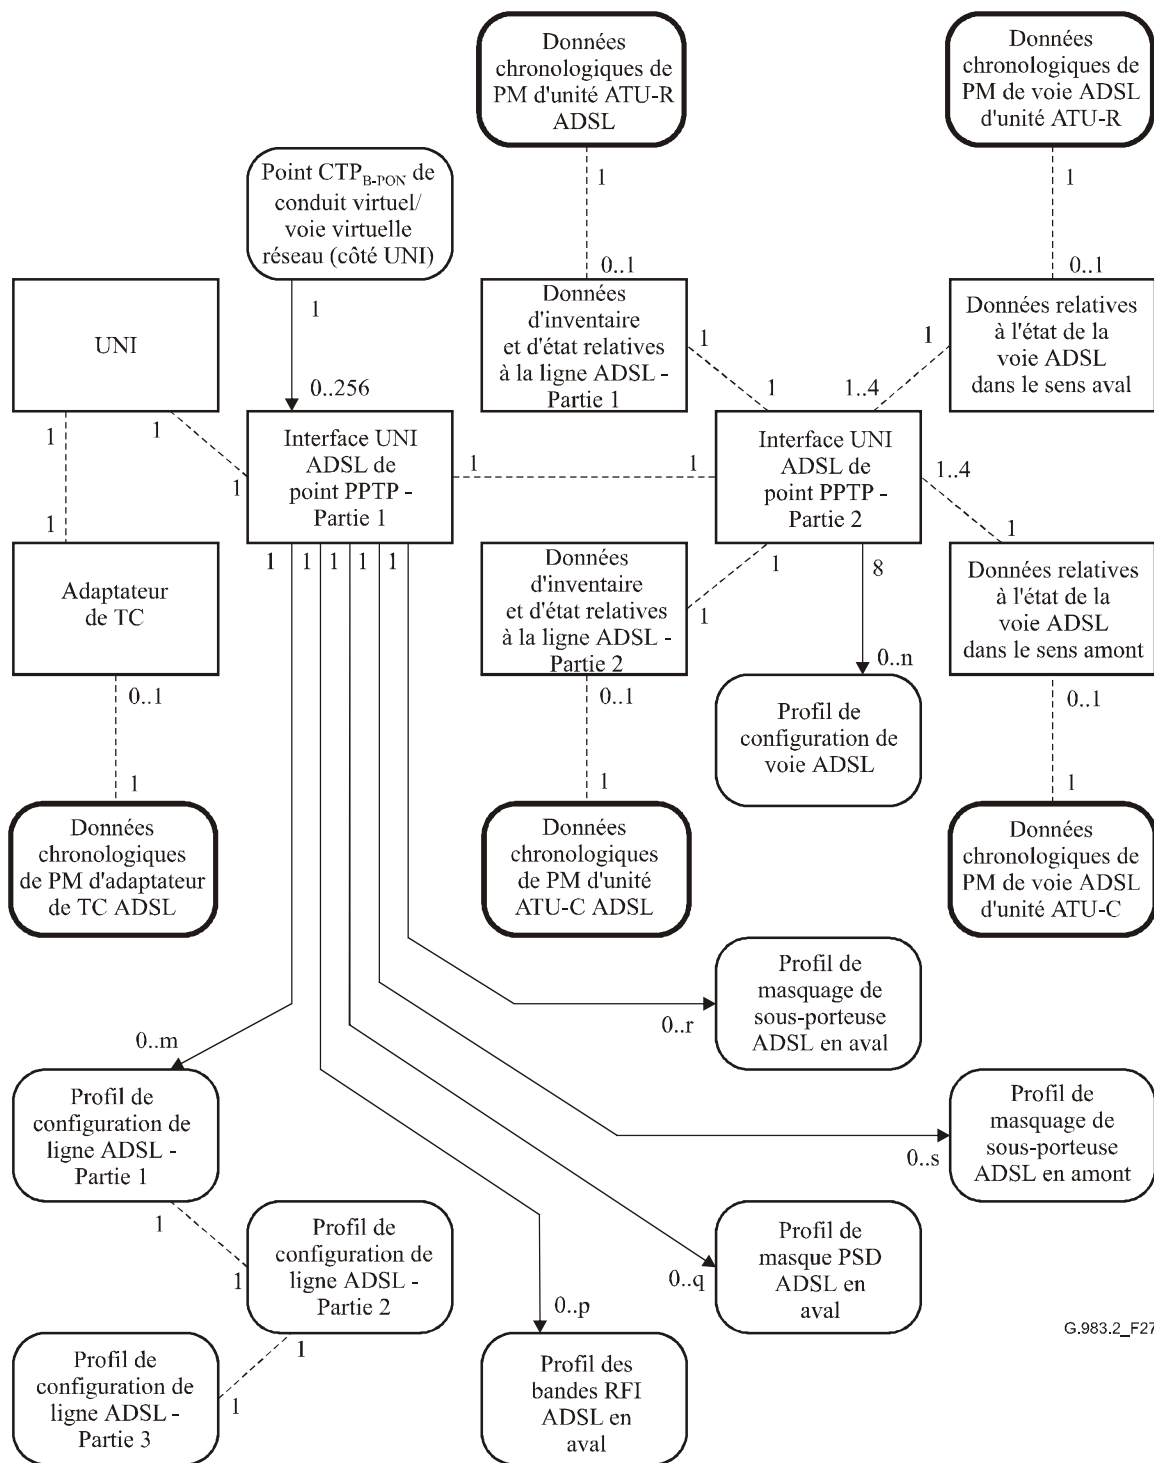 Données
chronologiques de
PM d'unité ATU-R
ADSL
Données
chronologiques de
PM de voie ADSL
d'unité ATU-R
1
1
Point CTP_B-PON de
conduit virtuel/
voie virtuelle
réseau (côté UNI)
0..1
0..1
UNI
1
Données
d'inventaire
et d'état relatives
à la ligne ADSL -
Partie 1
1
1
Données relatives
à l'état de la
voie ADSL
dans le sens aval
0..256
1
1..4
1
1
Interface UNI
ADSL de
point PPTP -
Partie 1
1
1
1
Interface UNI
ADSL de
point PPTP -
Partie 2
1..4
1
1
1
1
1
1
1
1
8
1
Adaptateur
de TC
Données
d'inventaire
et d'état relatives
à la ligne ADSL -
Partie 2
1
Données relatives
à l'état de la
voie ADSL
dans le sens amont
0..1
0..1
0..n
0..1
Profil de
configuration de
voie ADSL
1
1
1
Données
chronologiques
de PM d'adaptateur
de TC ADSL
Données
chronologiques
de PM d'unité
ATU-C ADSL
Données
chronologiques de
PM de voie ADSL
d'unité ATU-C
Profil de
masquage de
sous-porteuse
ADSL en aval
0..r
0..m
Profil de
configuration de
ligne ADSL -
Partie 1
Profil de
masquage de
sous-porteuse
ADSL en amont
0..s
1
1
Profil de
configuration de
ligne ADSL -
Partie 2
Profil de
masque PSD
ADSL en
aval
0..q
0..p
1
1
Profil de
configuration de
ligne ADSL -
Partie 3
Profil des
bandes RFI
ADSL en
aval
G.983.2_F27